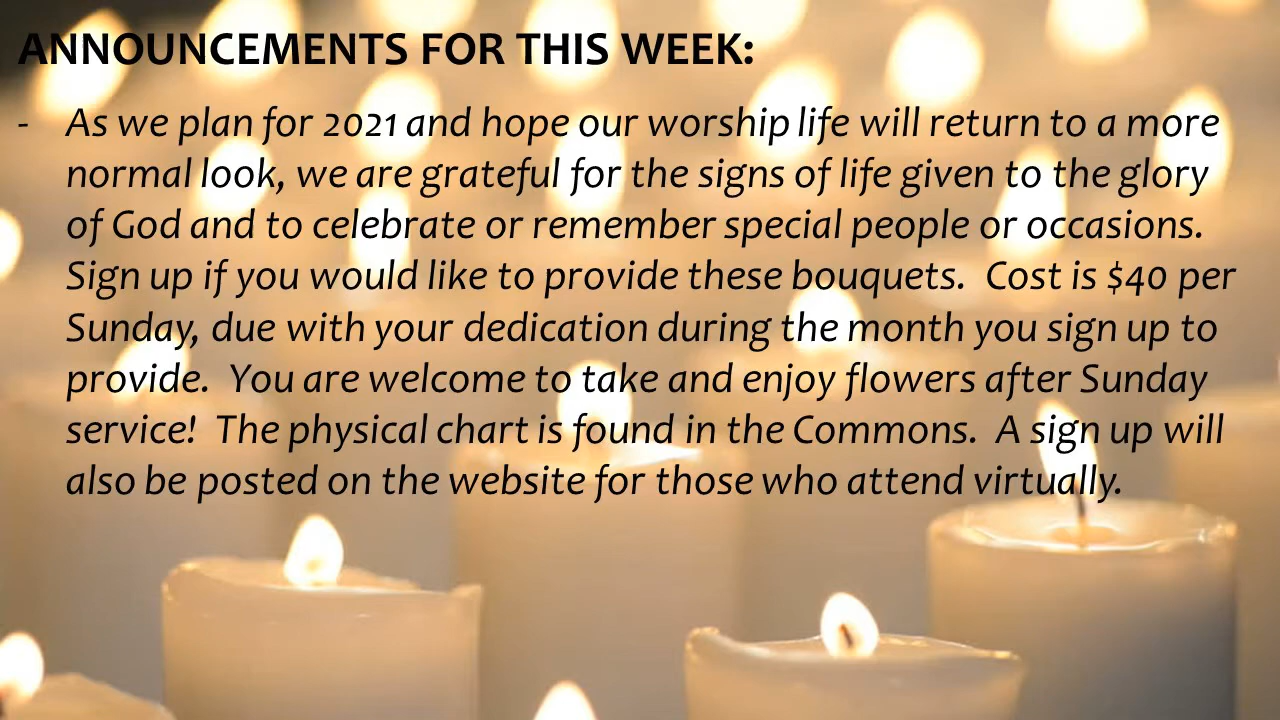 ANNOUNCEMENTS FOR THIS WEEK:
- As we plan for 2021 and hope our worship life will return to a more
normal look, we are grateful for the signs of life given to the glory
of God and to celebrate or remember special people or occasions.
Sign up if you would like to provide these bouquets.  Cost is $40 per
Sunday, due with your dedication during the month you sign up to
provide.  You are welcome to take and enjoy flowers after Sunday
service!  The physical chart is found in the Commons.  A sign up will
also be posted on the website for those who attend virtually.